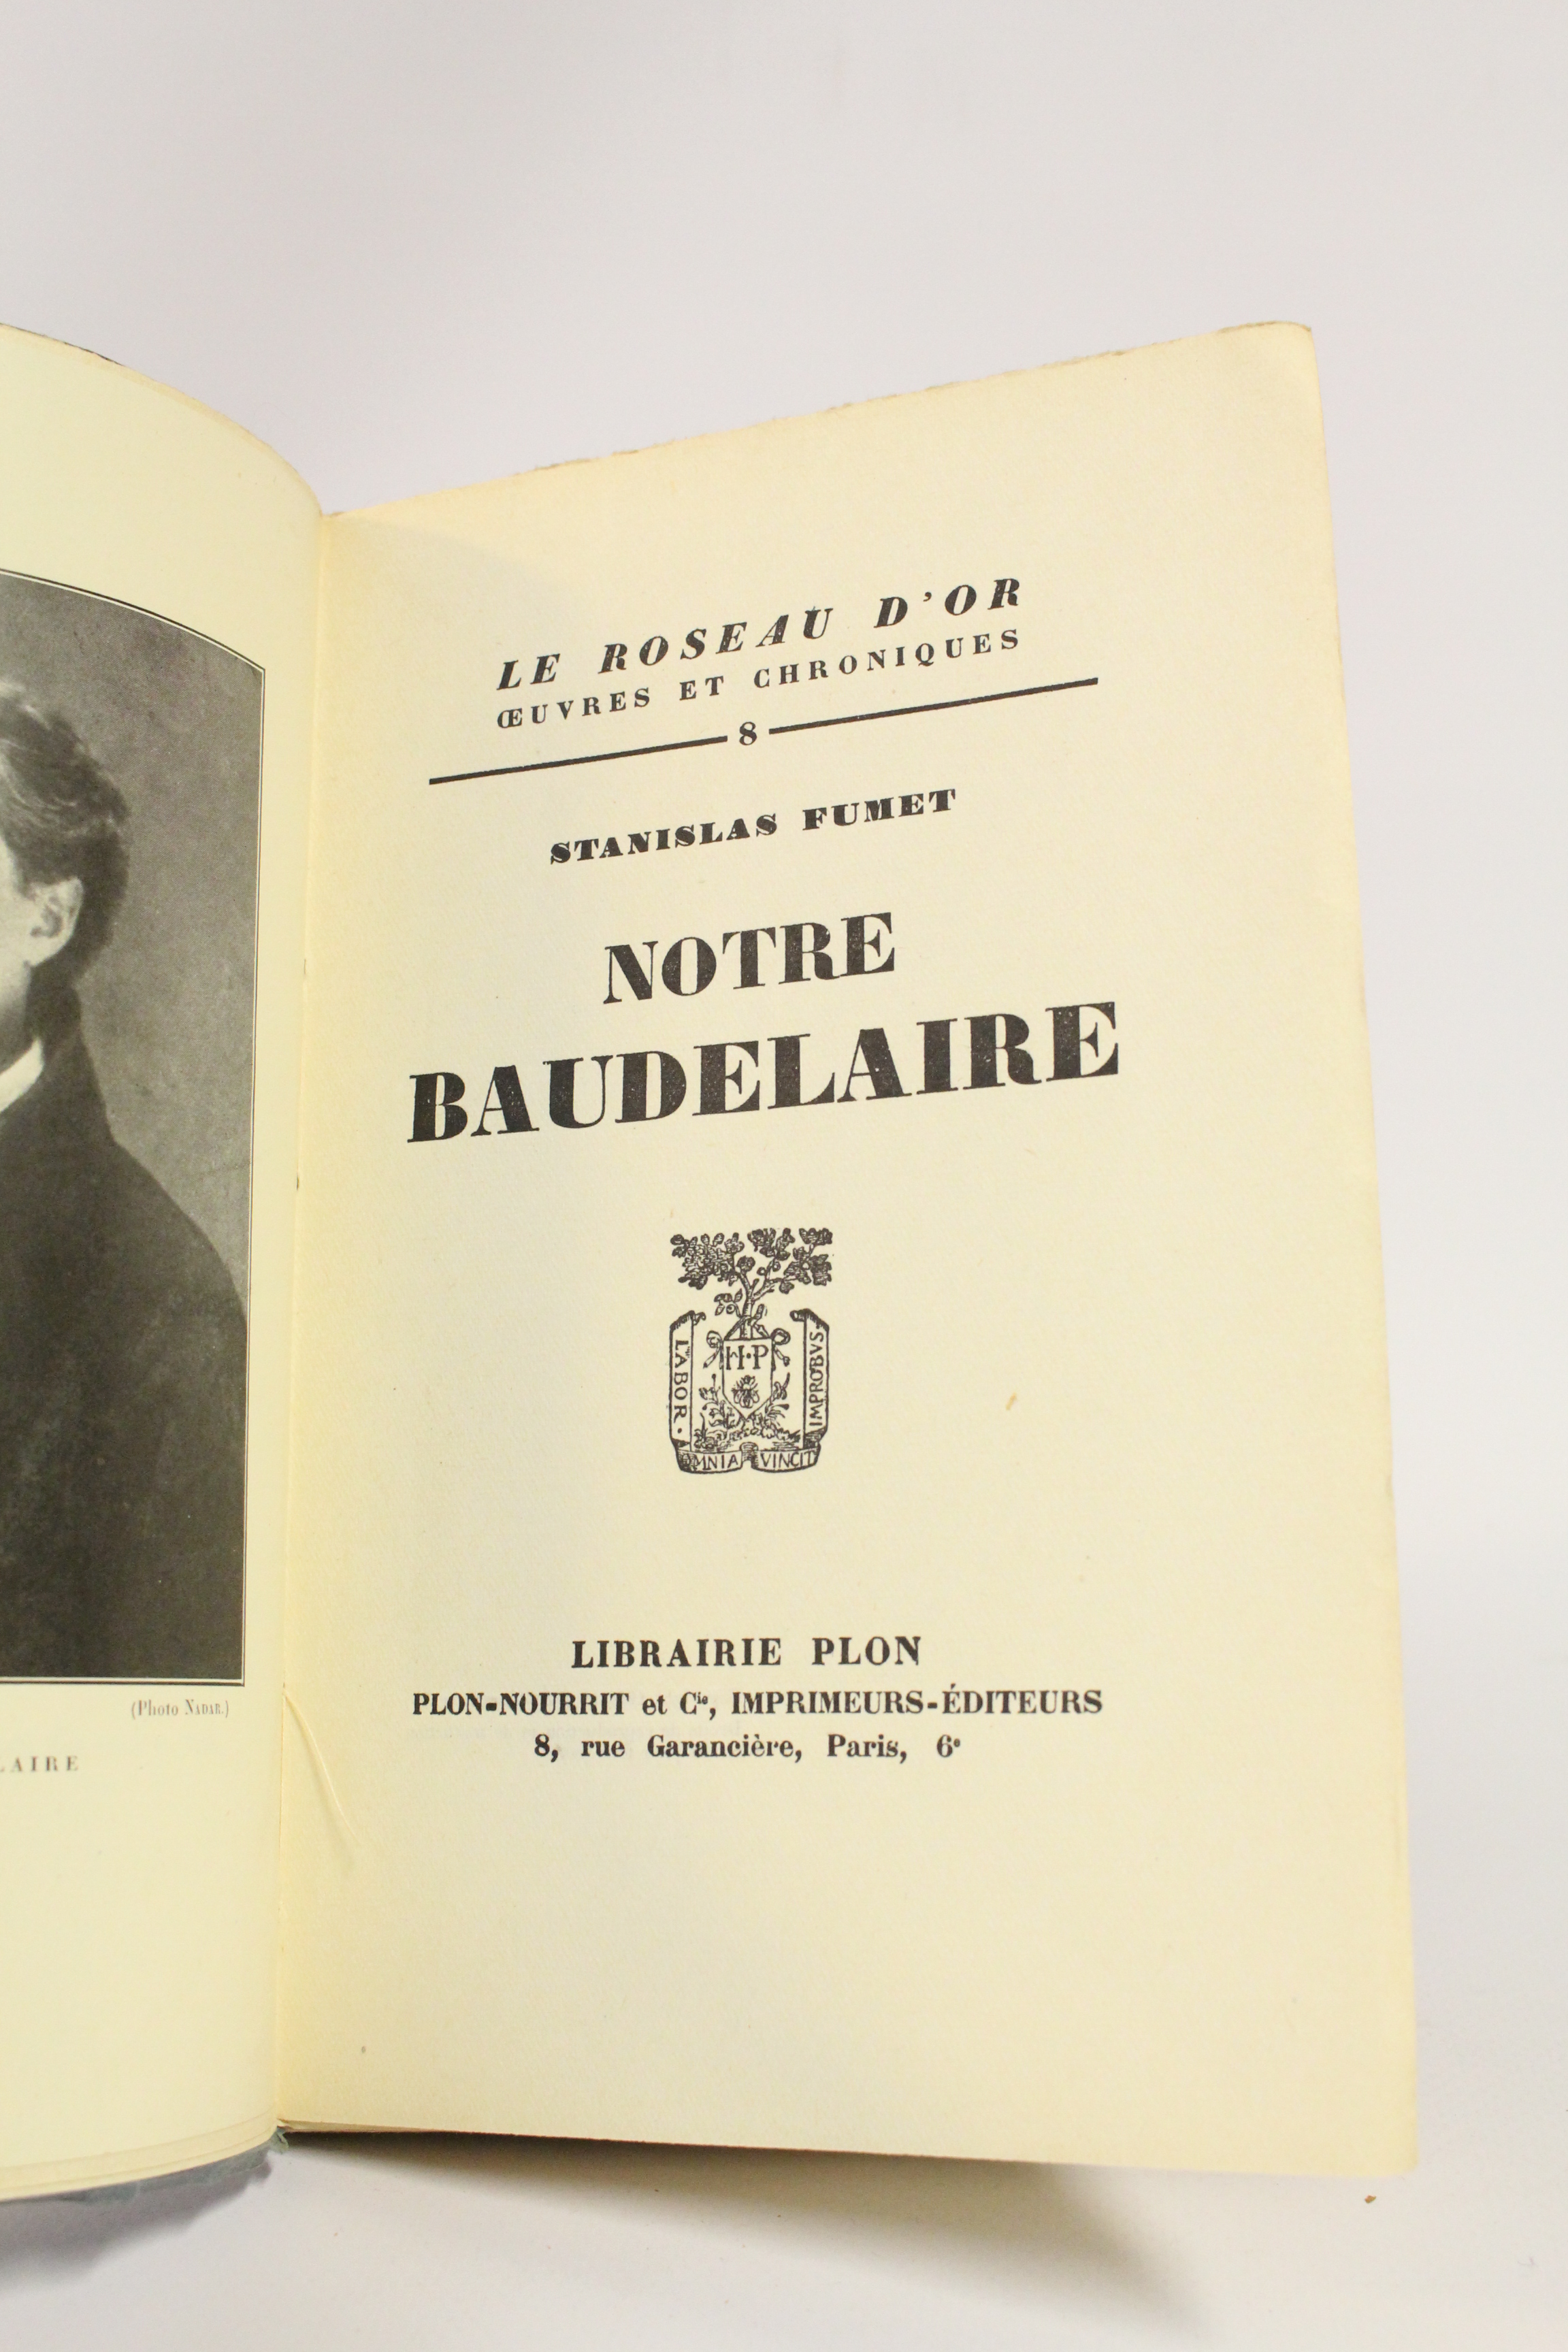 (Photo NADAR.)
LAIRE
LE ROSEAU D'OR
ŒUVRES ET CHRONIQUES
8
STANISLAS FUMET
NOTRE
BAUDELAIRE
H·P
LABOR·
IMPROBVS·
OMNIA VINCIT
LIBRAIRIE PLON
PLON-NOURRIT et Cie, IMPRIMEURS-ÉDITEURS
8, rue Garancière, Paris, 6e